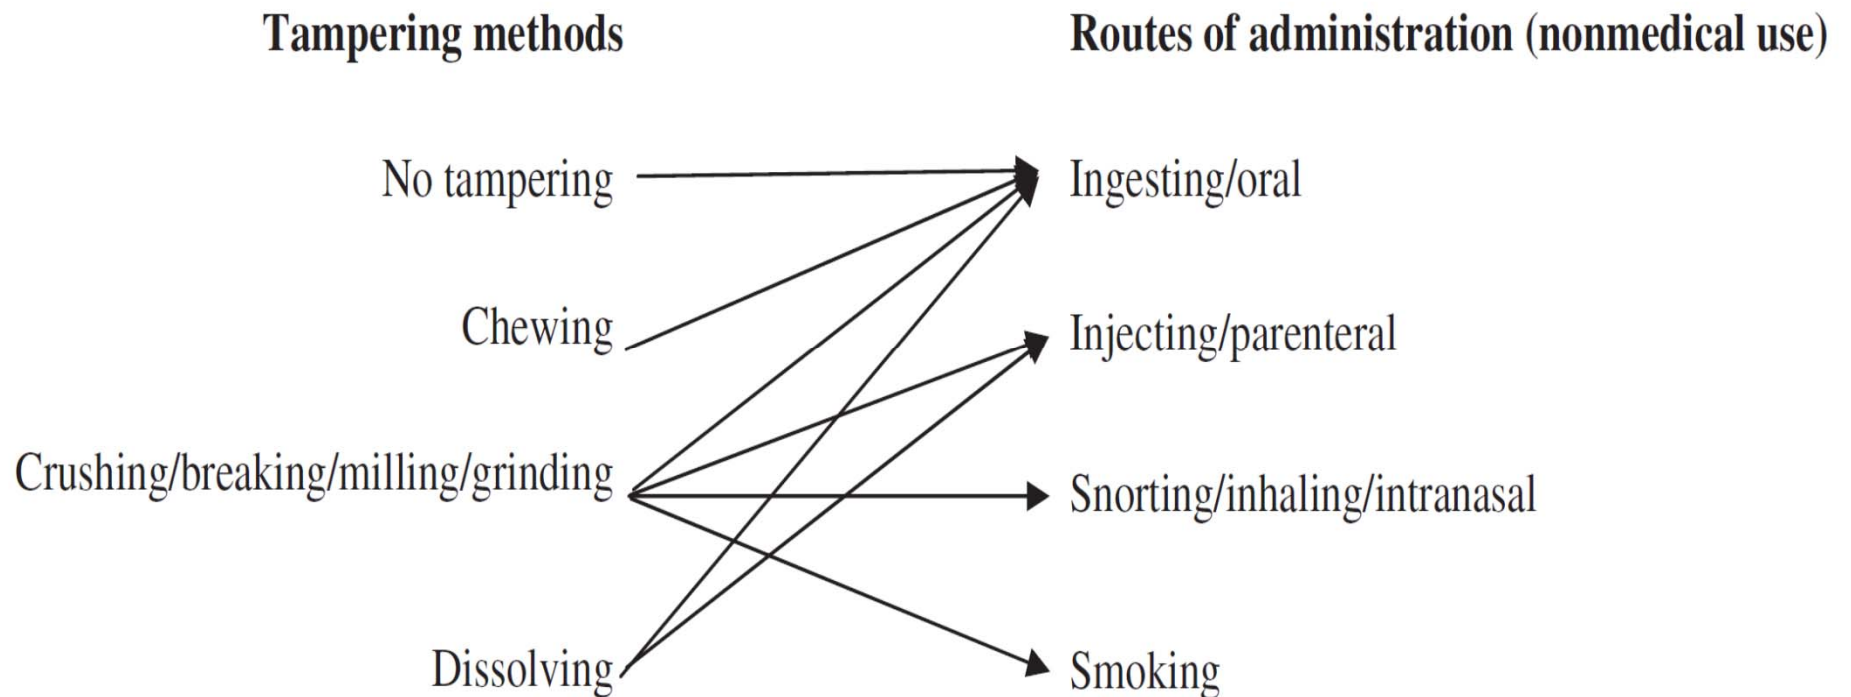 Tampering methods
Routes of administration (nonmedical use)
No tampering
Ingesting/oral
Chewing
Injecting/parenteral
Crushing/breaking/milling/grinding
Snorting/inhaling/intranasal
Dissolving
Smoking